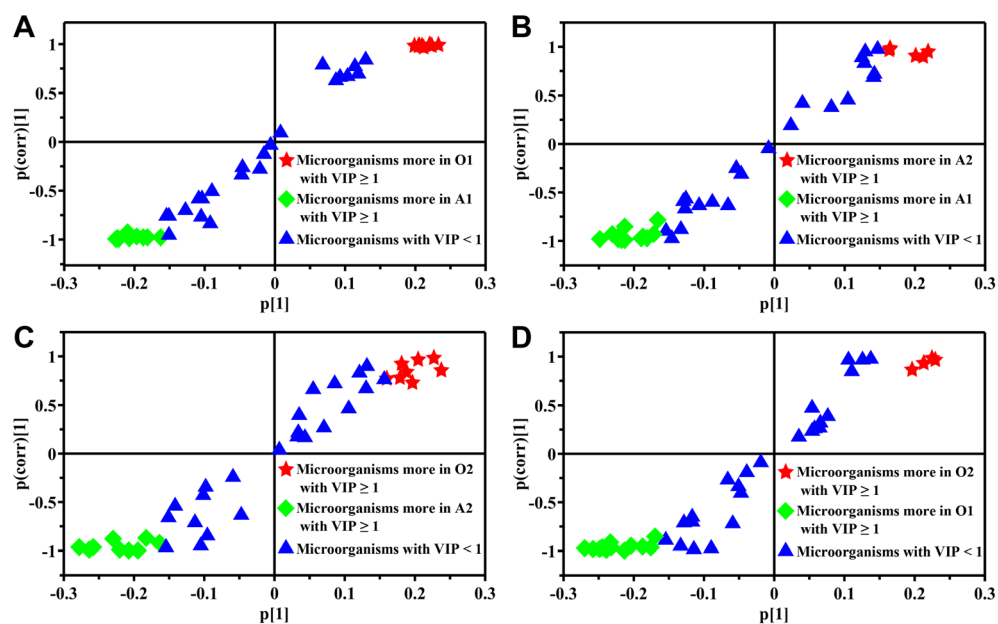 A
1
0.5
0
-0.5
-1
-0.3
-0.2
-0.1
0
0.1
0.2
0.3
p(corr)[1]
p[1]
Microorganisms more in O1
with VIP ≥ 1
Microorganisms more in A1
with VIP ≥ 1
Microorganisms with VIP < 1
B
1
0.5
0
-0.5
-1
-0.3
-0.2
-0.1
0
0.1
0.2
0.3
p(corr)[1]
p[1]
Microorganisms more in A2
with VIP ≥ 1
Microorganisms more in A1
with VIP ≥ 1
Microorganisms with VIP < 1
C
1
0.5
0
-0.5
-1
-0.3
-0.2
-0.1
0
0.1
0.2
0.3
p(corr)[1]
p[1]
Microorganisms more in O2
with VIP ≥ 1
Microorganisms more in A2
with VIP ≥ 1
Microorganisms with VIP < 1
D
1
0.5
0
-0.5
-1
-0.3
-0.2
-0.1
0
0.1
0.2
0.3
p(corr)[1]
p[1]
Microorganisms more in O2
with VIP ≥ 1
Microorganisms more in O1
with VIP ≥ 1
Microorganisms with VIP < 1